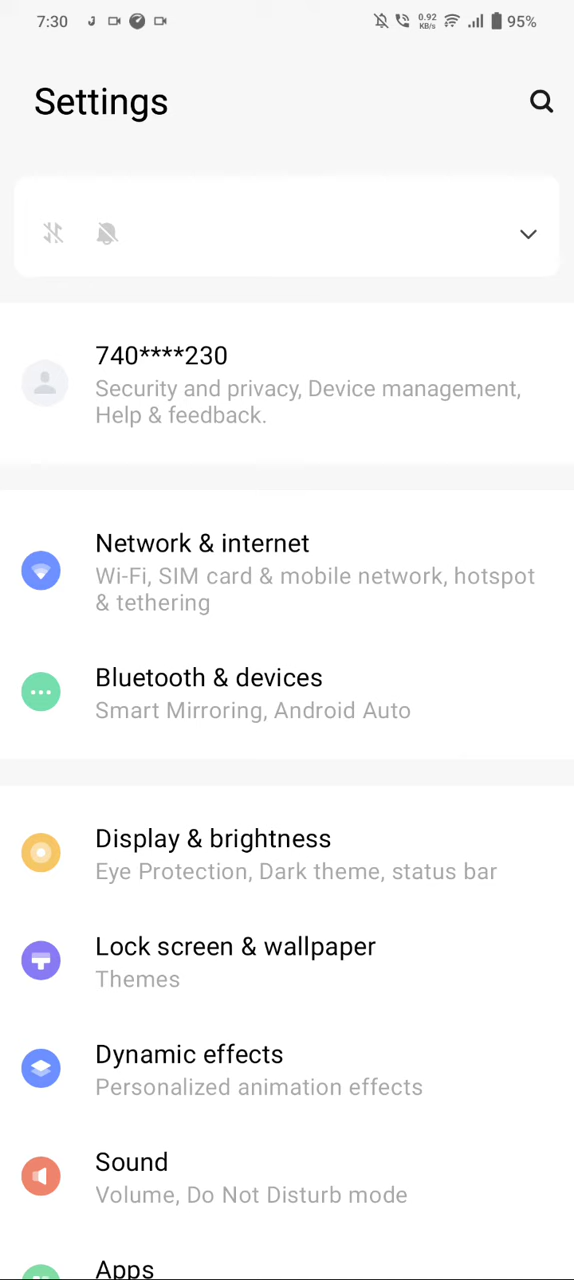 7:30
0.92
KB/s
95%
Settings
740****230
Security and privacy, Device management,
Help & feedback.
Network & internet
Wi-Fi, SIM card & mobile network, hotspot
& tethering
Bluetooth & devices
Smart Mirroring, Android Auto
Display & brightness
Eye Protection, Dark theme, status bar
Lock screen & wallpaper
Themes
Dynamic effects
Personalized animation effects
Sound
Volume, Do Not Disturb mode
Apps